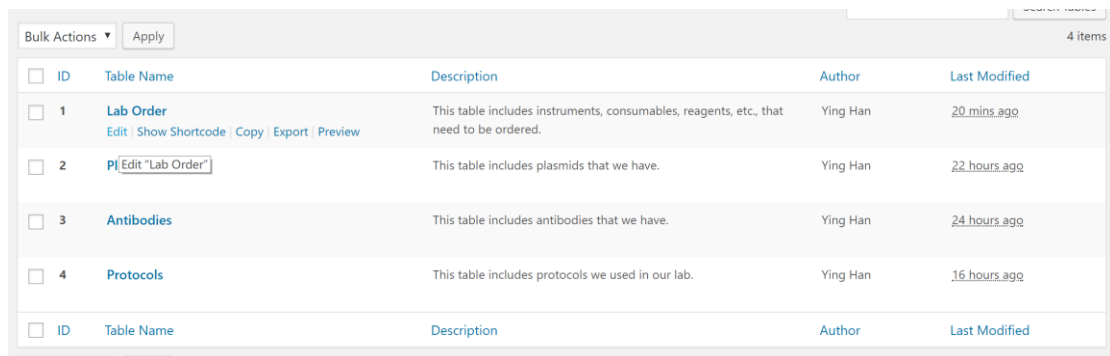 Search Tables
Bulk Actions ▼ Apply 4 items
ID Table Name Description Author Last Modified
1 Lab Order This table includes instruments, consumables, reagents, etc., that Ying Han 20 mins ago
Edit | Show Shortcode | Copy | Export | Preview need to be ordered.
2 Pl Edit "Lab Order" This table includes plasmids that we have. Ying Han 22 hours ago
3 Antibodies This table includes antibodies that we have. Ying Han 24 hours ago
4 Protocols This table includes protocols we used in our lab. Ying Han 16 hours ago
ID Table Name Description Author Last Modified